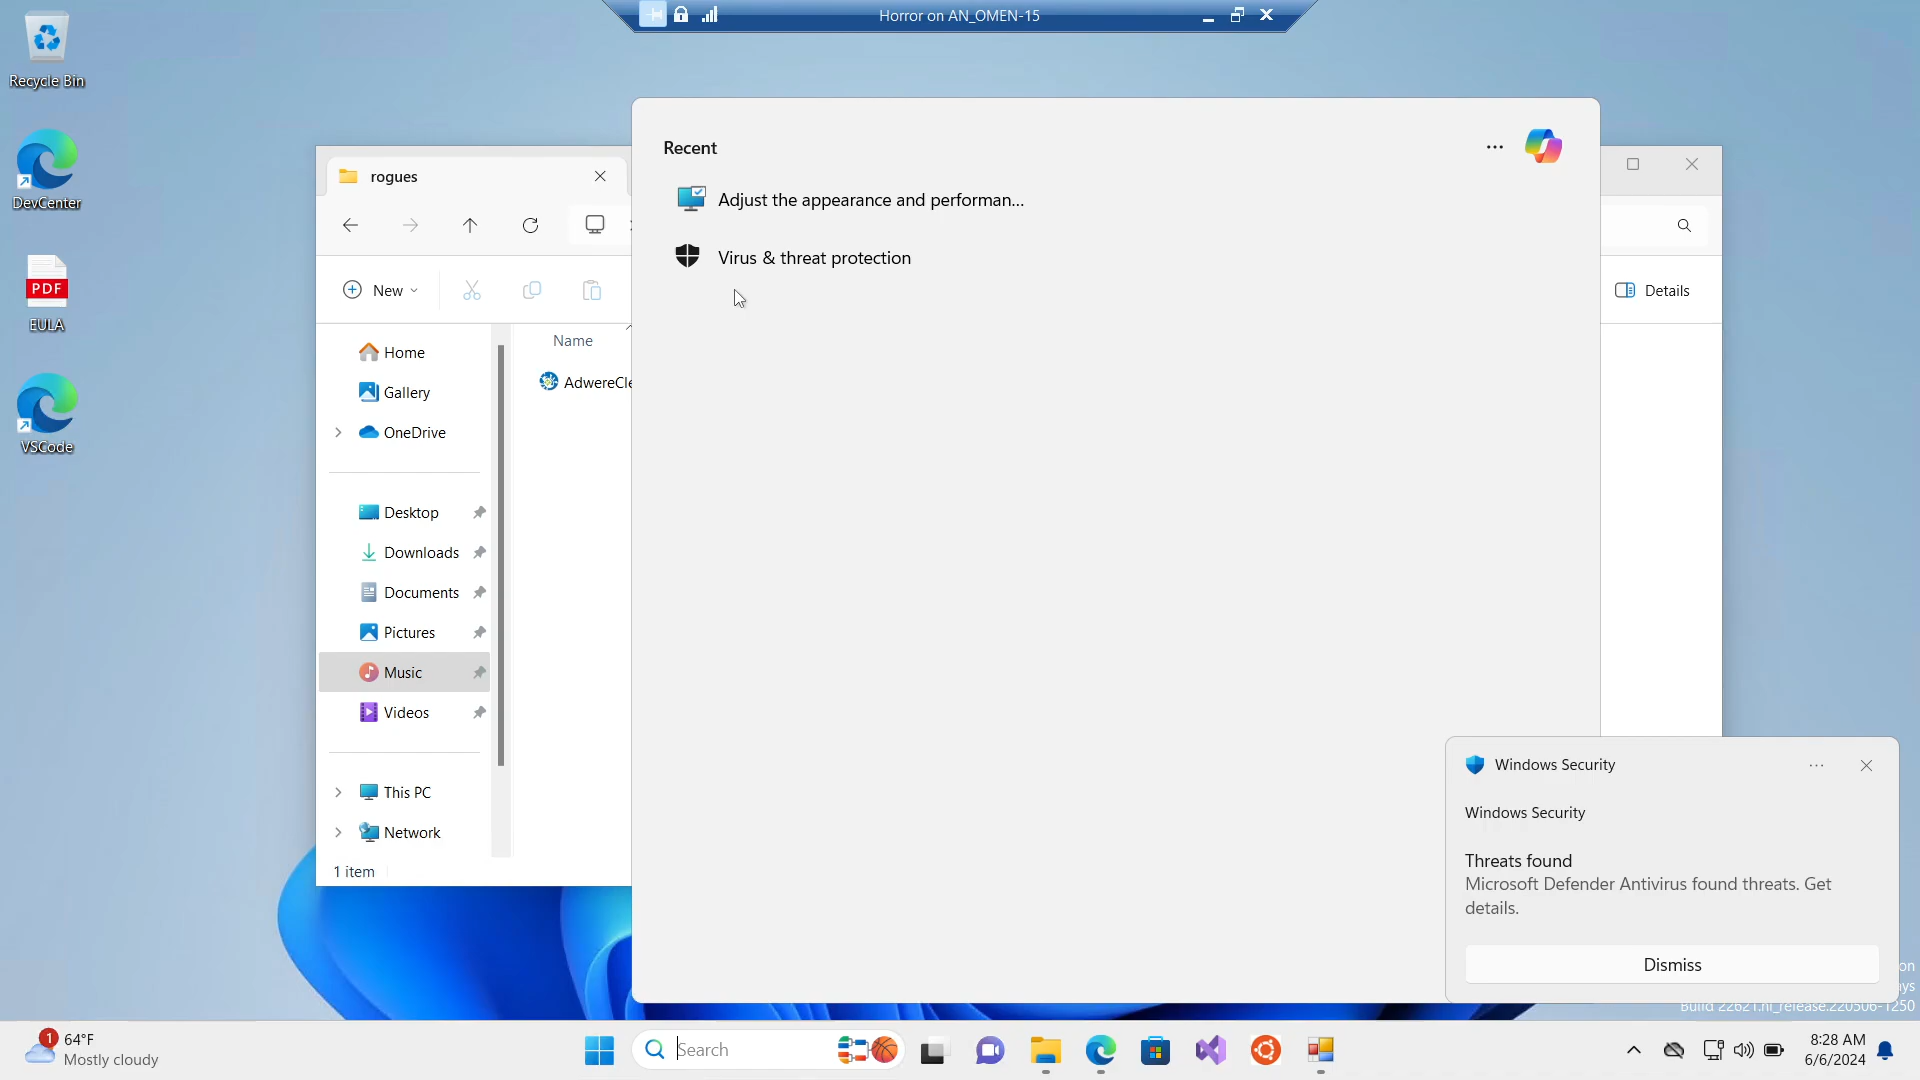 Horror on AN_OMEN-15
Recycle Bin
DevCenter
PDF
EULA
VSCode
rogues
New
Details
Home
Gallery
OneDrive
Desktop
Downloads
Documents
Pictures
Music
Videos
This PC
Network
1 item
Name
AdwereCle
Recent
Adjust the appearance and performan...
Virus & threat protection
Windows Security
Windows Security
Threats found
Microsoft Defender Antivirus found threats. Get
details.
Dismiss
on
ys
Build 22621.ni_release.220506-1250
1
64°F
Mostly cloudy
Search
8:28 AM
6/6/2024